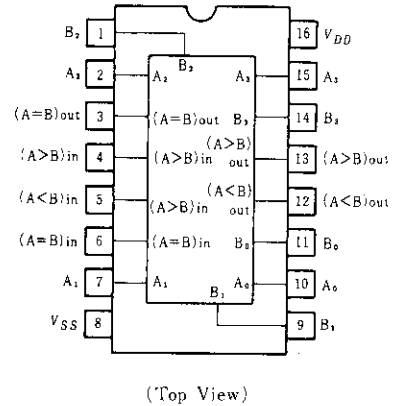 B₂ 1 16 V_DD
B₂
A₂ 2 A₂ A₃ 15 A₃
(A=B)out 3 (A=B)out B₃ 14 B₃
(A>B)in 4 (A>B)in (A>B) out 13 (A>B)out
(A<B)in 5 (A>B)in (A<B) out 12 (A<B)out
(A=B)in 6 (A=B)in B₀ 11 B₀
A₁ 7 A₁ A₀ 10 A₀
B₁
V_SS 8 9 B₁
(Top View)